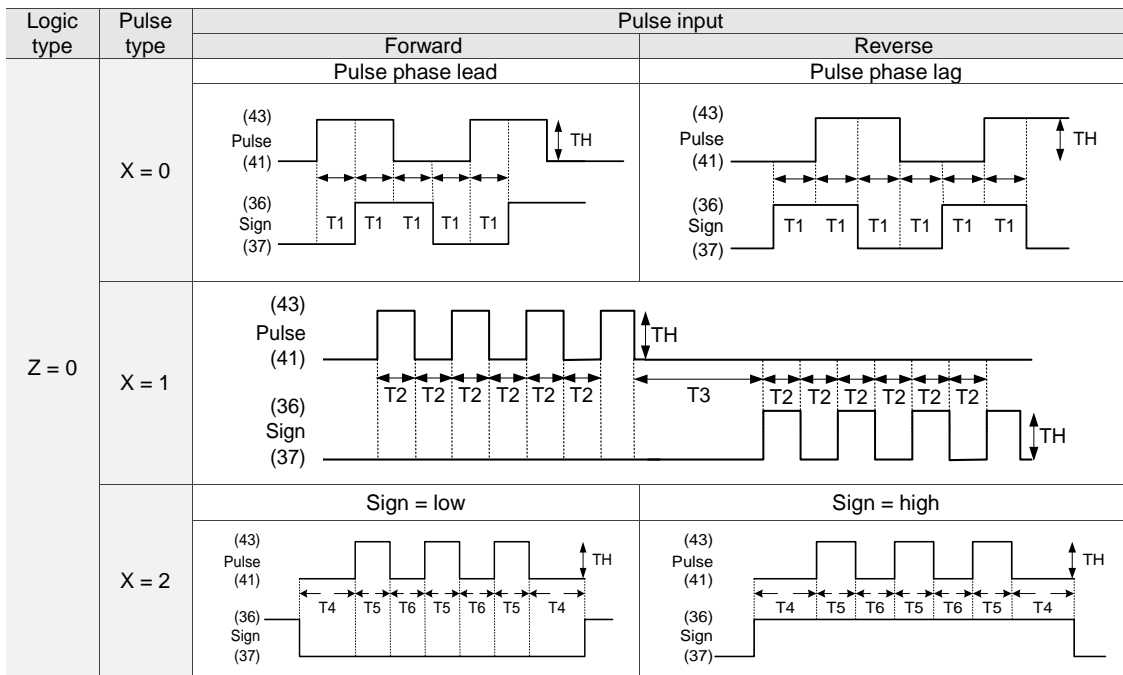 Logic type
Pulse type
Pulse input
Forward
Reverse
Z = 0
X = 0
Pulse phase lead
Pulse phase lag
(43)
Pulse
(41)
TH
(36)
Sign
(37)
T1 T1 T1 T1 T1
(43)
Pulse
(41)
TH
(36)
Sign
(37)
T1 T1 T1 T1 T1 T1
X = 1
(43)
Pulse
(41)
TH
T2 T2 T2 T2 T2 T2 T3 T2 T2 T2 T2 T2 T2
(36)
Sign
(37)
TH
X = 2
Sign = low
Sign = high
(43)
Pulse
(41)
TH
T4 T5 T6 T5 T6 T5 T4
(36)
Sign
(37)
(43)
Pulse
(41)
TH
T4 T5 T6 T5 T6 T5 T4
(36)
Sign
(37)